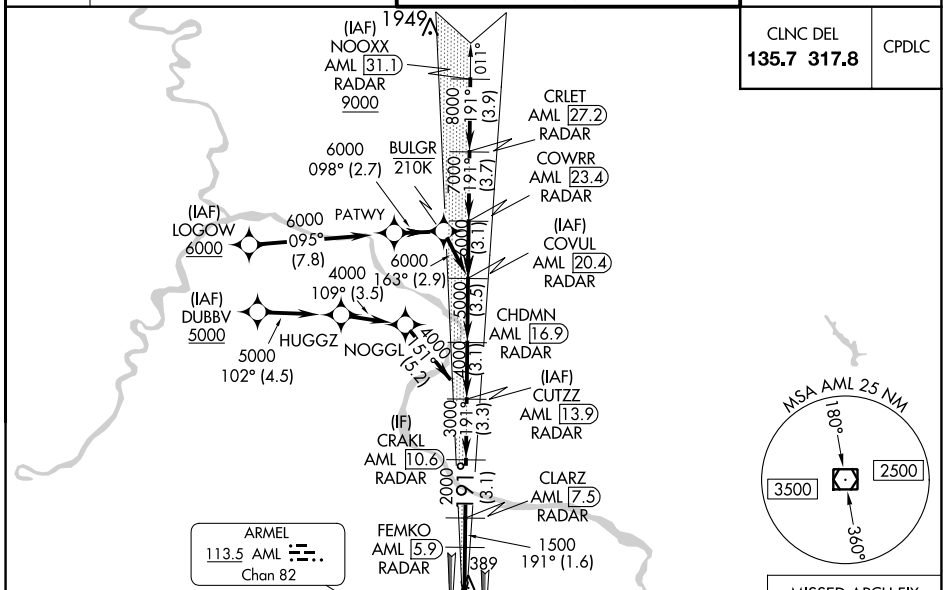 1949
(IAF)
NOOXX
AML 31.1
RADAR
9000
011°
8000
191°
(3.9)
CLNC DEL
135.7 317.8
CPDLC
CRLET
AML 27.2
RADAR
7000
191°
(3.7)
COWRR
AML 23.4
RADAR
6000
098° (2.7)
BULGR
210K
(IAF)
LOGOW
6000
6000
095°
(7.8)
PATWY
6000
163° (2.9)
6000
(3.1)
(IAF)
COVUL
AML 20.4
RADAR
(IAF)
DUBBV
5000
5000
102° (4.5)
HUGGZ
4000
109° (3.5)
NOGGL
4000
151°
(5.2)
5000
(3.5)
CHDMN
AML 16.9
RADAR
4000
(3.1)
(IAF)
CUTZZ
AML 13.9
RADAR
3000
191°
(3.3)
(IF)
CRAKL
AML 10.6
RADAR
2000
191°
(3.1)
CLARZ
AML 7.5
RADAR
FEMKO
AML 5.9
RADAR
1500
191° (1.6)
389
ARMEL
113.5 AML
Chan 82
MSA AML 25 NM
180°
3500
2500
360°